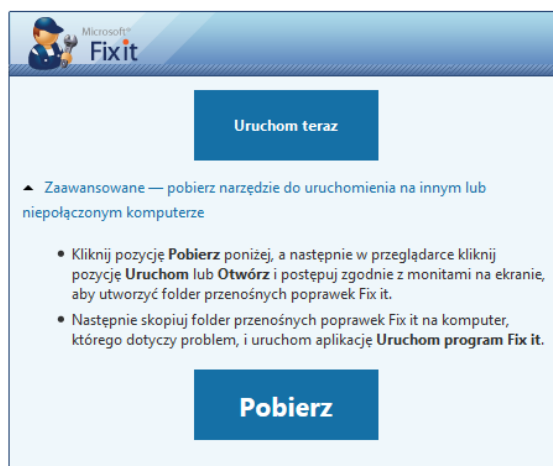 Microsoft®
Fix it
Uruchom teraz
Zaawansowane — pobierz narzędzie do uruchomienia na innym lub
niepołączonym komputerze
• Kliknij pozycję Pobierz poniżej, a następnie w przeglądarce kliknij
pozycję Uruchom lub Otwórz i postępuj zgodnie z monitami na ekranie,
aby utworzyć folder przenośnych poprawek Fix it.
• Następnie skopiuj folder przenośnych poprawek Fix it na komputer,
którego dotyczy problem, i uruchom aplikację Uruchom program Fix it.
Pobierz